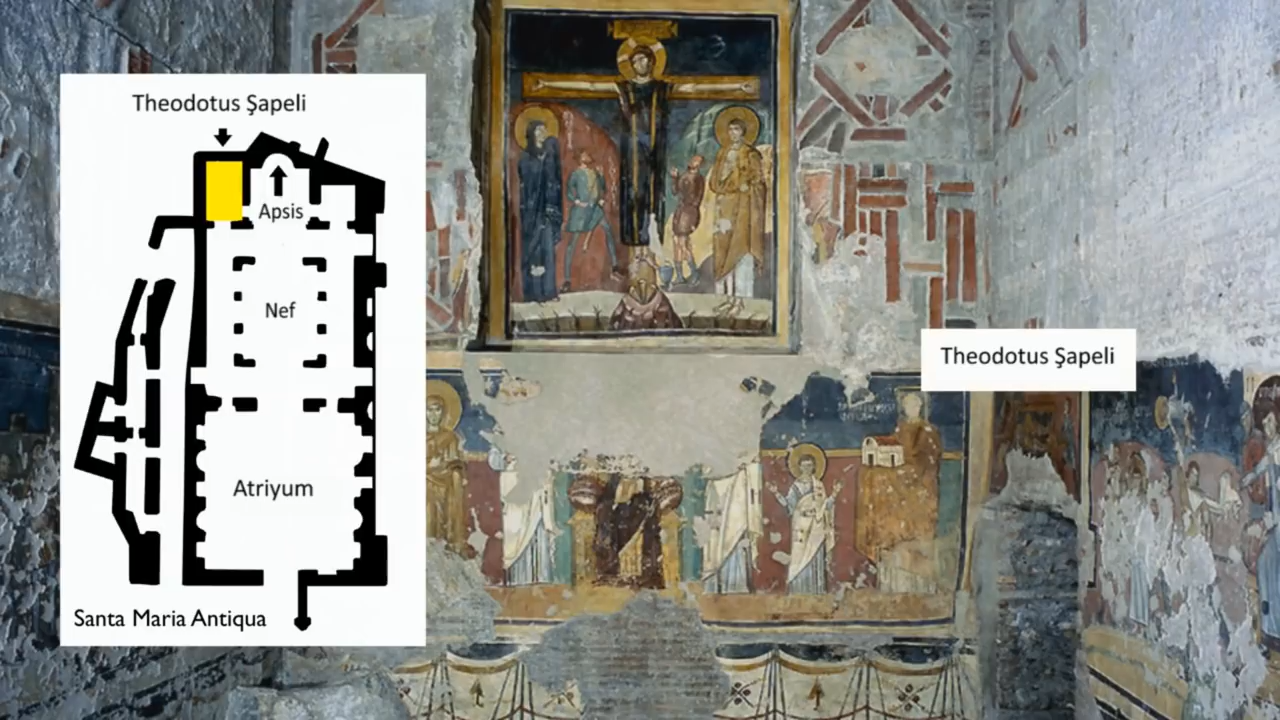 Theodotus Şapeli
Apsis
Nef
Atriyum
Santa Maria Antiqua
Theodotus Şapeli